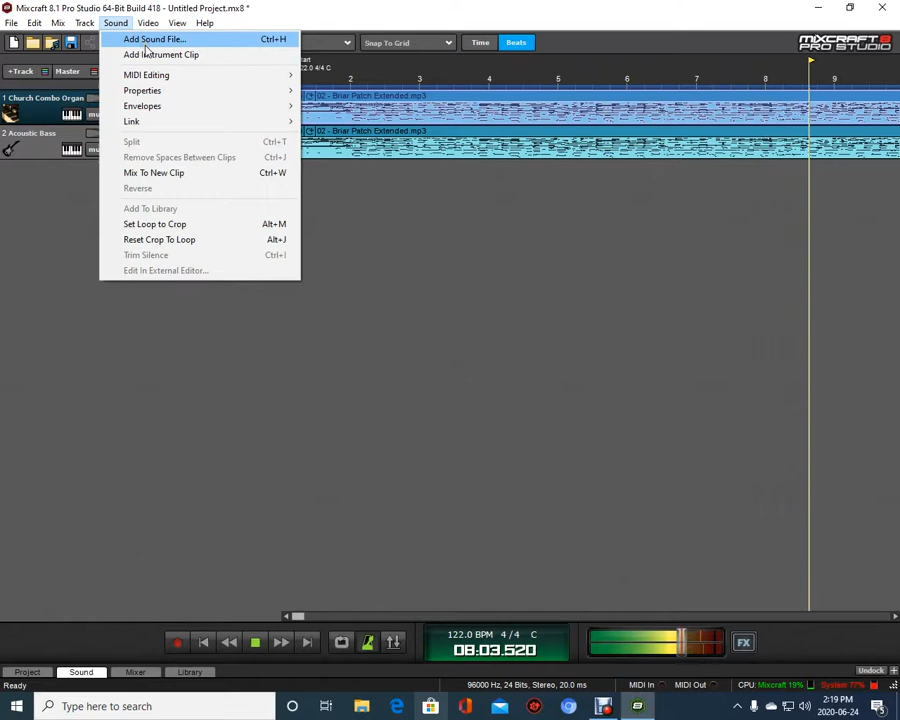 Mixcraft 8.1 Pro Studio 64-Bit Build 418 - Untitled Project.mx8 *
File Edit Mix Track Sound Video View Help
Snap To Grid Time Beats MIXCRAFT 8
PRO STUDIO
+Track Master 22.0 4/4 C 2 3 4 5 6 7 8 9
1 Church Combo Organ 02 - Briar Patch Extended.mp3
2 Acoustic Bass 02 - Briar Patch Extended.mp3
Add Sound File... Ctrl+H
Add Instrument Clip
MIDI Editing
Properties
Envelopes
Link
Split Ctrl+T
Remove Spaces Between Clips Ctrl+J
Mix To New Clip Ctrl+W
Reverse
Add To Library
Set Loop to Crop Alt+M
Reset Crop To Loop Alt+J
Trim Silence Ctrl+I
Edit In External Editor...
122.0 BPM 4/4 C
08:03.520
FX
Project Sound Mixer Library Undock
Ready 96000 Hz, 24 Bits, Stereo, 20.0 ms MIDI In MIDI Out CPU: Mixcraft 19% System 77%
Type here to search 2:19 PM
2020-06-24
5